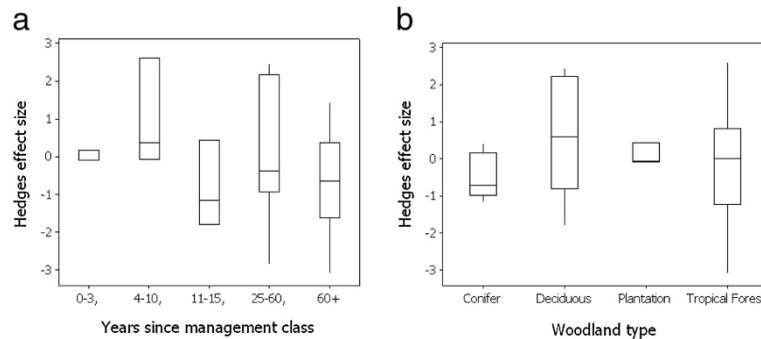 a
3
2
1
0
-1
-2
-3
Hedges effect size
0-3, 4-10, 11-15, 25-60, 60+
Years since management class
b
3
2
1
0
-1
-2
-3
Hedges effect size
Conifer Deciduous Plantation Tropical Fores
Woodland type